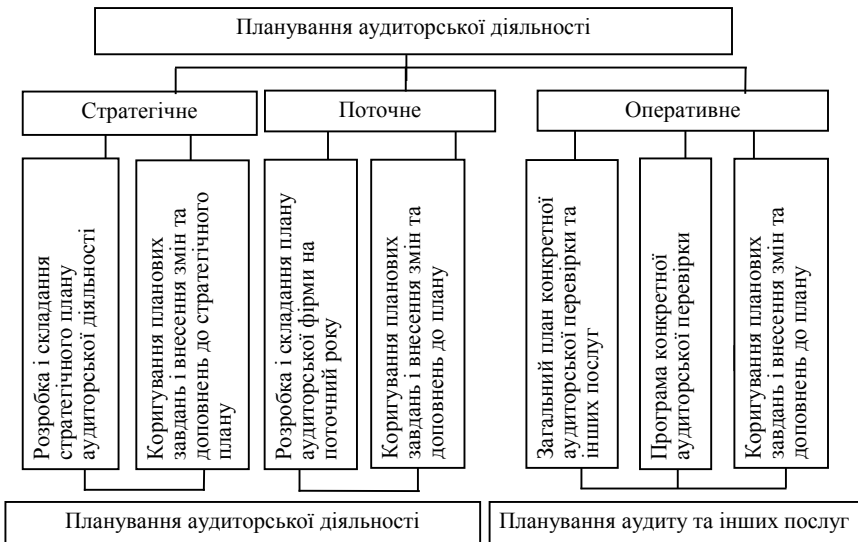 Планування аудиторської діяльності
Стратегічне
Поточне
Оперативне
Розробка і складання
стратегічного плану
аудиторської діяльності
Коригування планових
завдань і внесення змін та
доповнень до стратегічного
плану
Розробка і складання плану
аудиторської фірми на
поточний року
Коригування планових
завдань і внесення змін та
доповнень до плану
Загальний план конкретної
аудиторської перевірки та
інших послуг
Програма конкретної
аудиторської перевірки
Коригування планових
завдань і внесення змін та
доповнень до плану
Планування аудиторської діяльності
Планування аудиту та інших послуг